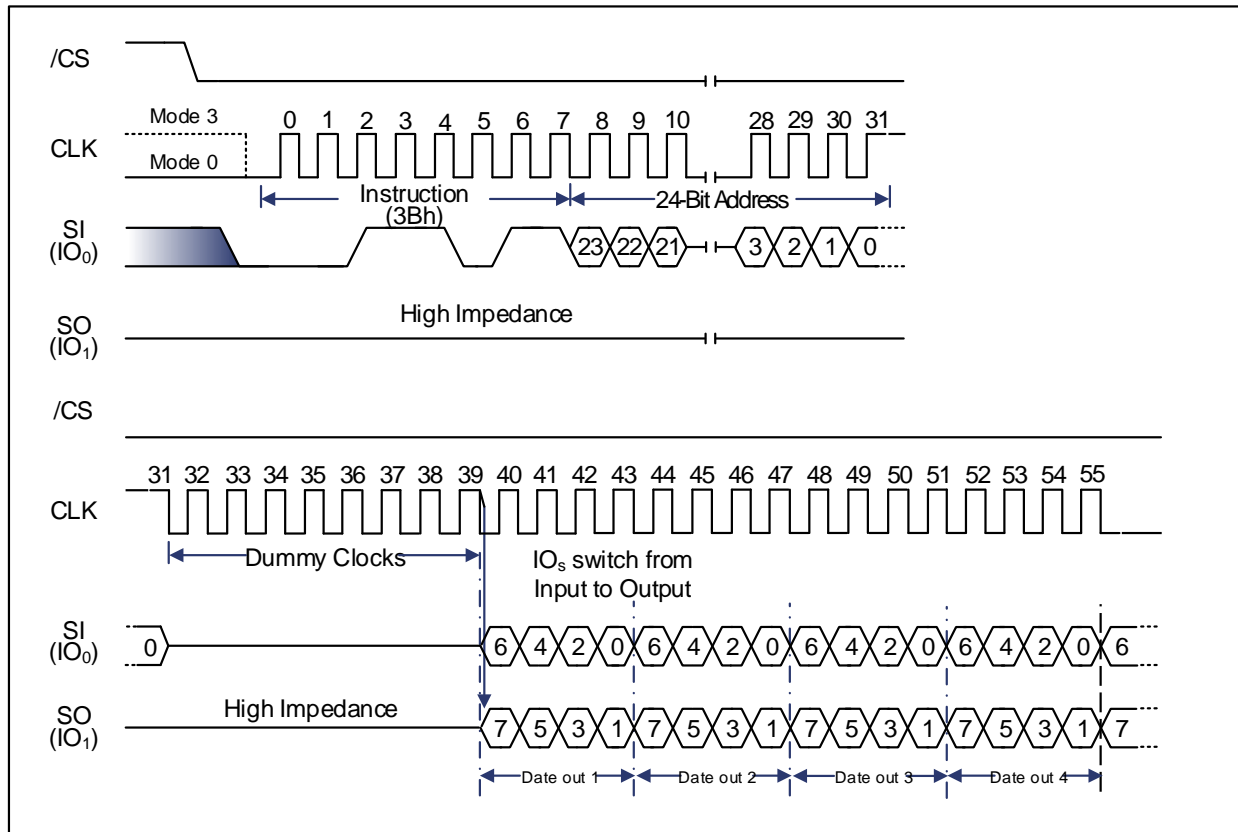 /CS
Mode 3
0 1 2 3 4 5 6 7 8 9 10 28 29 30 31
CLK
Mode 0
Instruction
(3Bh)
24-Bit Address
SI
(IO0)
23 22 21 3 2 1 0
High Impedance
SO
(IO1)
/CS
31 32 33 34 35 36 37 38 39 40 41 42 43 44 45 46 47 48 49 50 51 52 53 54 55
CLK
Dummy Clocks
IOs switch from
Input to Output
SI
(IO0)
0 6 4 2 0 6 4 2 0 6 4 2 0 6 4 2 0 6
SO
(IO1)
High Impedance
7 5 3 1 7 5 3 1 7 5 3 1 7 5 3 1 7
Date out 1 Date out 2 Date out 3 Date out 4